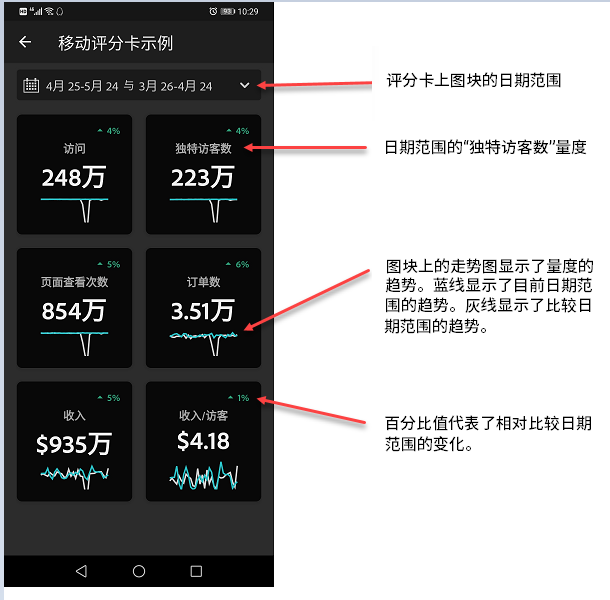 10:29
移动评分卡示例
4月 25-5月 24 与 3月 26-4月 24
评分卡上图块的日期范围
4%
访问
248万
4%
独特访客数
223万
日期范围的“独特访客数”量度
5%
页面查看次数
854万
6%
订单数
3.51万
图块上的走势图显示了量度的
趋势。蓝线显示了目前日期范
围的趋势。灰线显示了比较日
期范围的趋势。
5%
收入
$935万
1%
收入/访客
$4.18
百分比值代表了相对比较日期
范围的变化。